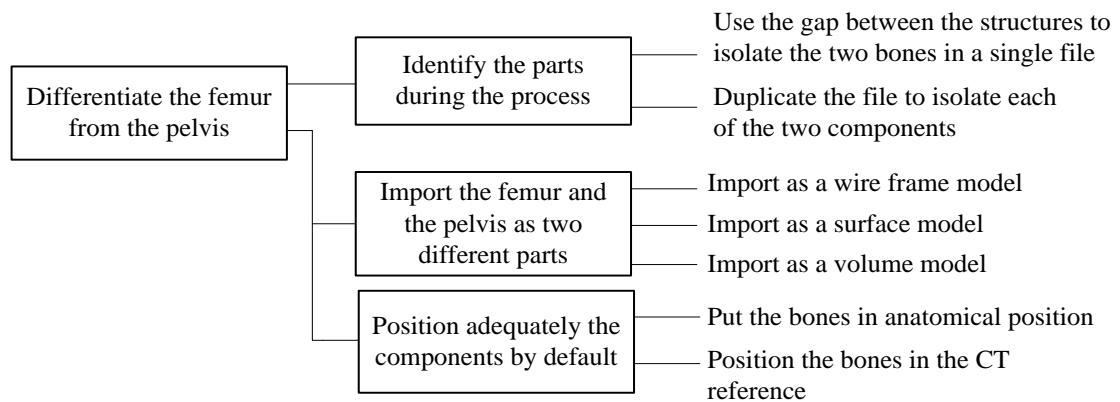 Differentiate the femur
from the pelvis
Identify the parts
during the process
Use the gap between the structures to
isolate the two bones in a single file
Duplicate the file to isolate each
of the two components
Import the femur and
the pelvis as two
different parts
Import as a wire frame model
Import as a surface model
Import as a volume model
Position adequately the
components by default
Put the bones in anatomical position
Position the bones in the CT
reference